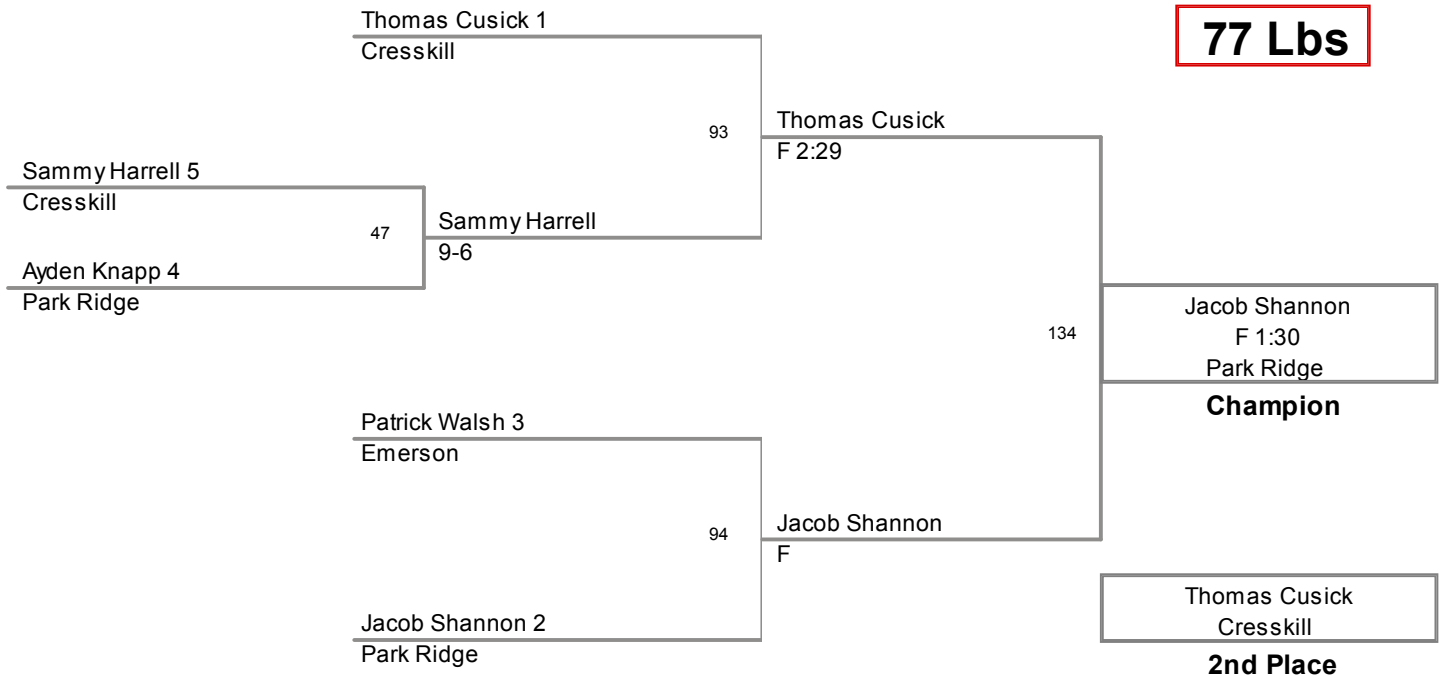 Thomas Cusick 1
Cresskill
77 Lbs
93
Thomas Cusick
F 2:29
Sammy Harrell 5
Cresskill
47
Sammy Harrell
9-6
Ayden Knapp 4
Park Ridge
134
Jacob Shannon
F 1:30
Park Ridge
Champion
Patrick Walsh 3
Emerson
94
Jacob Shannon
F
Jacob Shannon 2
Park Ridge
Thomas Cusick
Cresskill
2nd Place